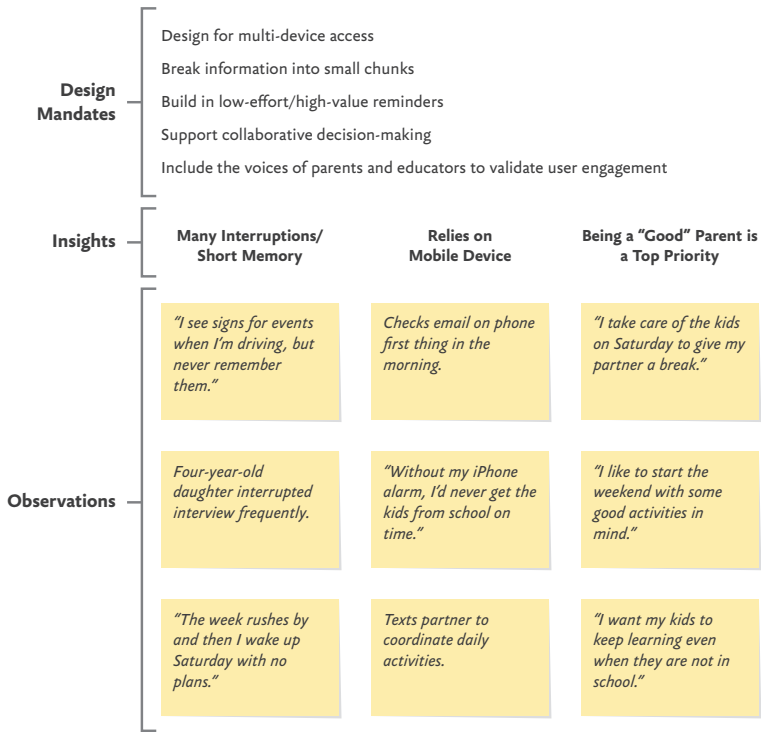 Design
Mandates
Design for multi-device access
Break information into small chunks
Build in low-effort/high-value reminders
Support collaborative decision-making
Include the voices of parents and educators to validate user engagement
Insights
Many Interruptions/
Short Memory
Relies on
Mobile Device
Being a “Good” Parent is
a Top Priority
Observations
“I see signs for events
when I’m driving, but
never remember
them.”
Checks email on phone
first thing in the
morning.
“I take care of the kids
on Saturday to give my
partner a break.”
Four-year-old
daughter interrupted
interview frequently.
“Without my iPhone
alarm, I’d never get the
kids from school on
time.”
“I like to start the
weekend with some
good activities in
mind.”
“The week rushes by
and then I wake up
Saturday with no
plans.”
Texts partner to
coordinate daily
activities.
“I want my kids to
keep learning even
when they are not in
school.”